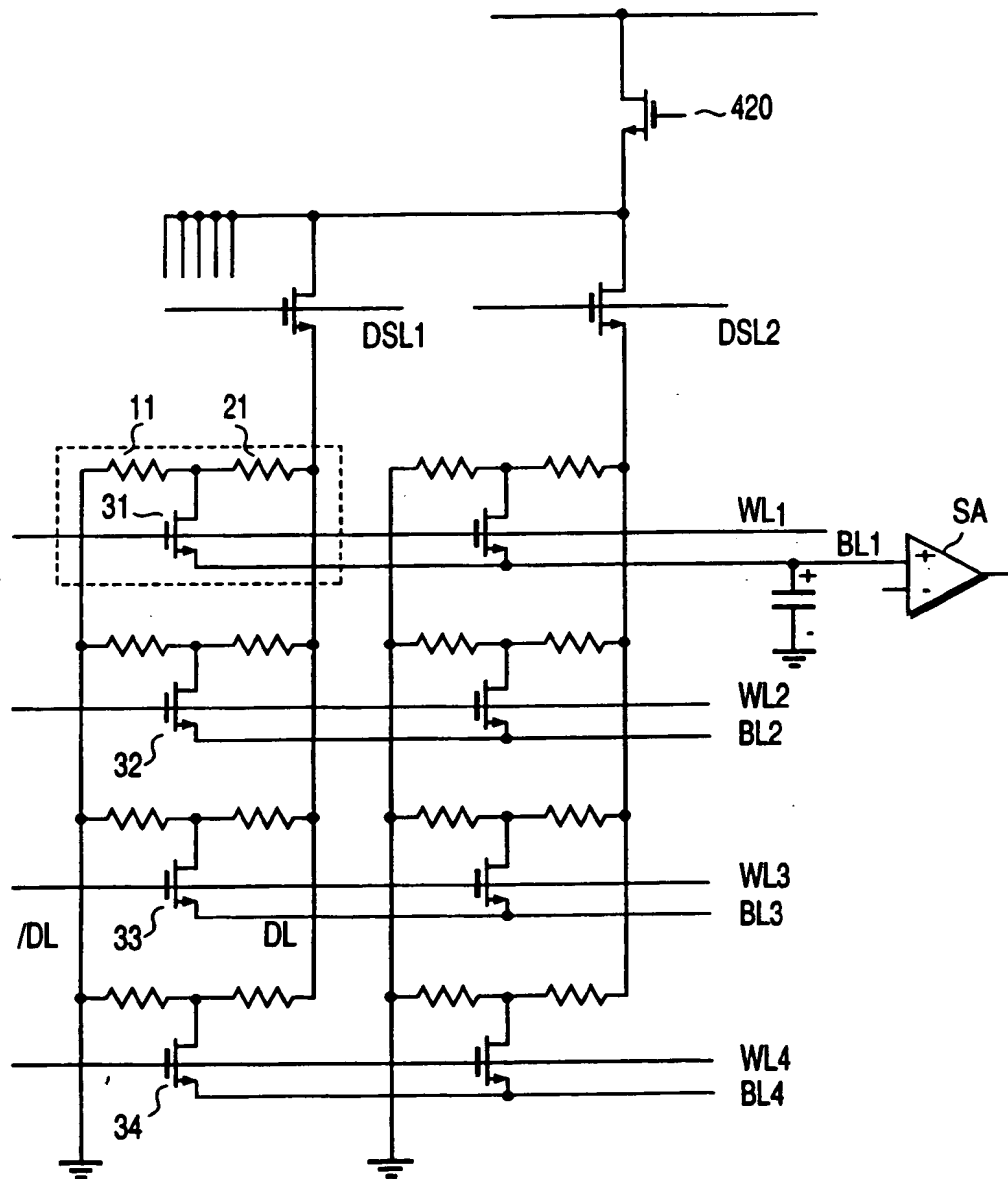 420
DSL1 DSL2
11 21
31 WL1 SA
BL1
+
+ -
-
WL2
32 BL2
WL3
/DL 33 DL BL3
WL4
34 BL4